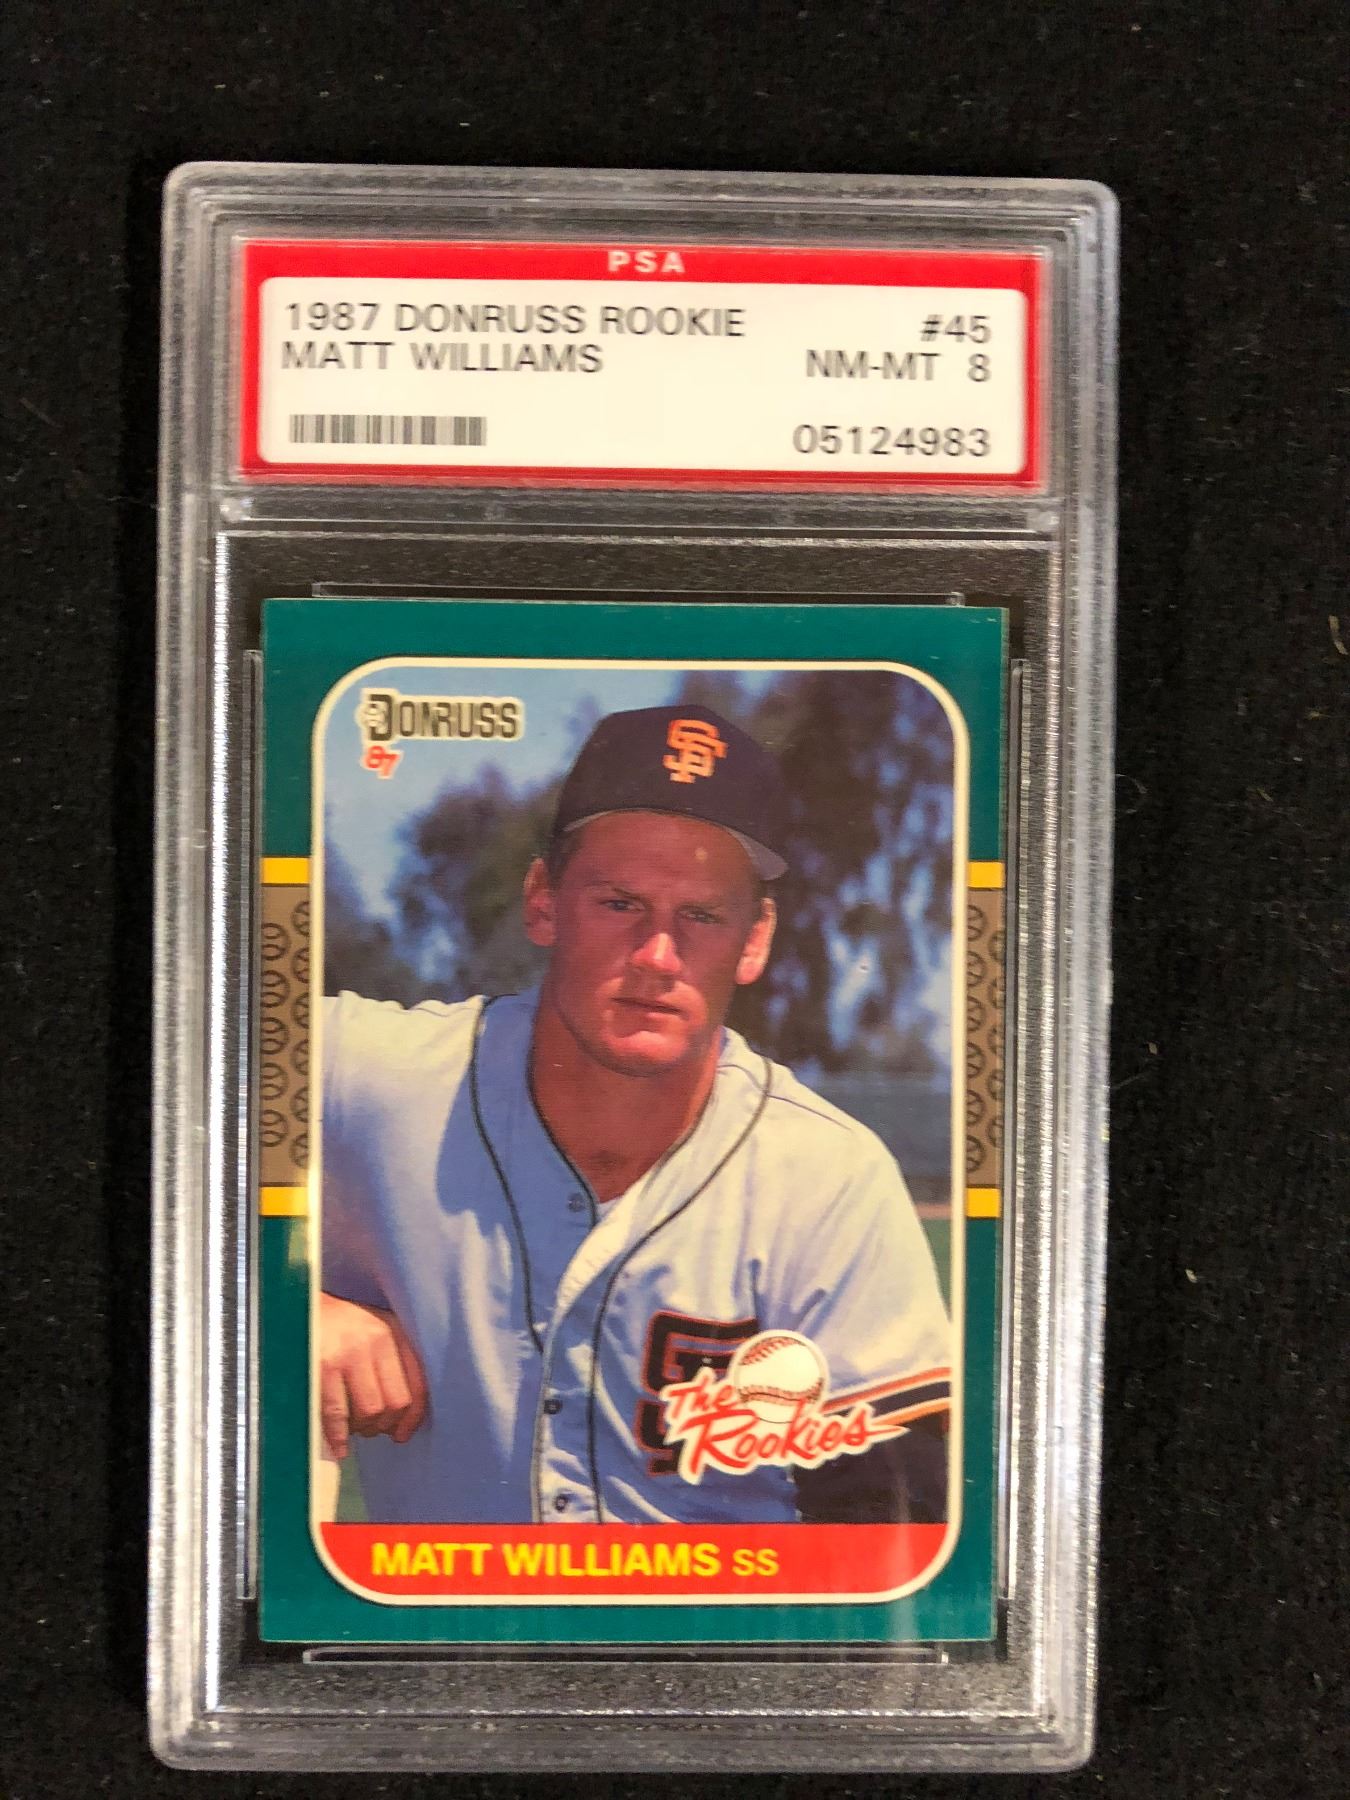 PSA
1987 DONRUSS ROOKIE #45
MATT WILLIAMS NM-MT 8
05124983
DONRUSS
87
SF
The
Rookies
MATT WILLIAMS SS